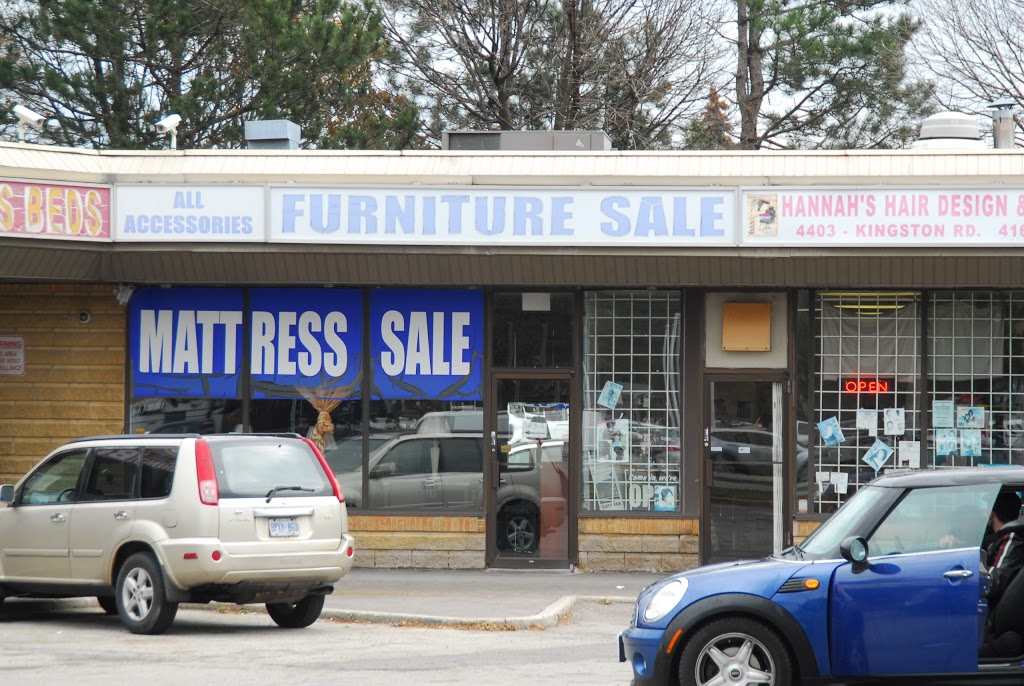 S BEDS
ALL
ACCESSORIES
FURNITURE SALE
HANNAH'S HAIR DESIGN &
4403 - KINGSTON RD. 416
MATTRESS SALE
OPEN